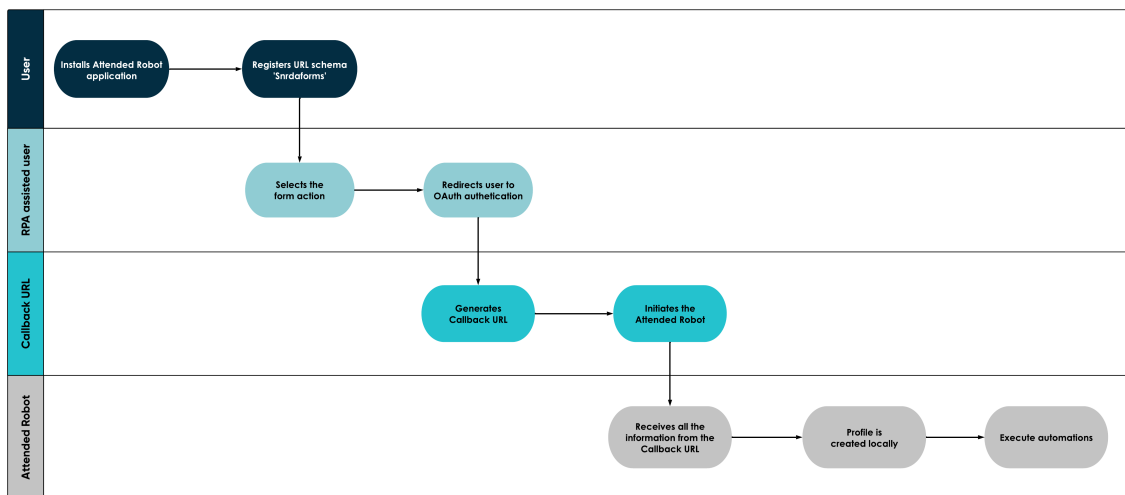 User
Installs Attended Robot
application
Registers URL schema
'Snrdaforms'
RPA assisted user
Selects the
form action
Redirects user to
OAuth authetication
Callback URL
Generates
Callback URL
Initiates the
Attended Robot
Attended Robot
Receives all the
information from the
Callback URL
Profile is
created locally
Execute automations